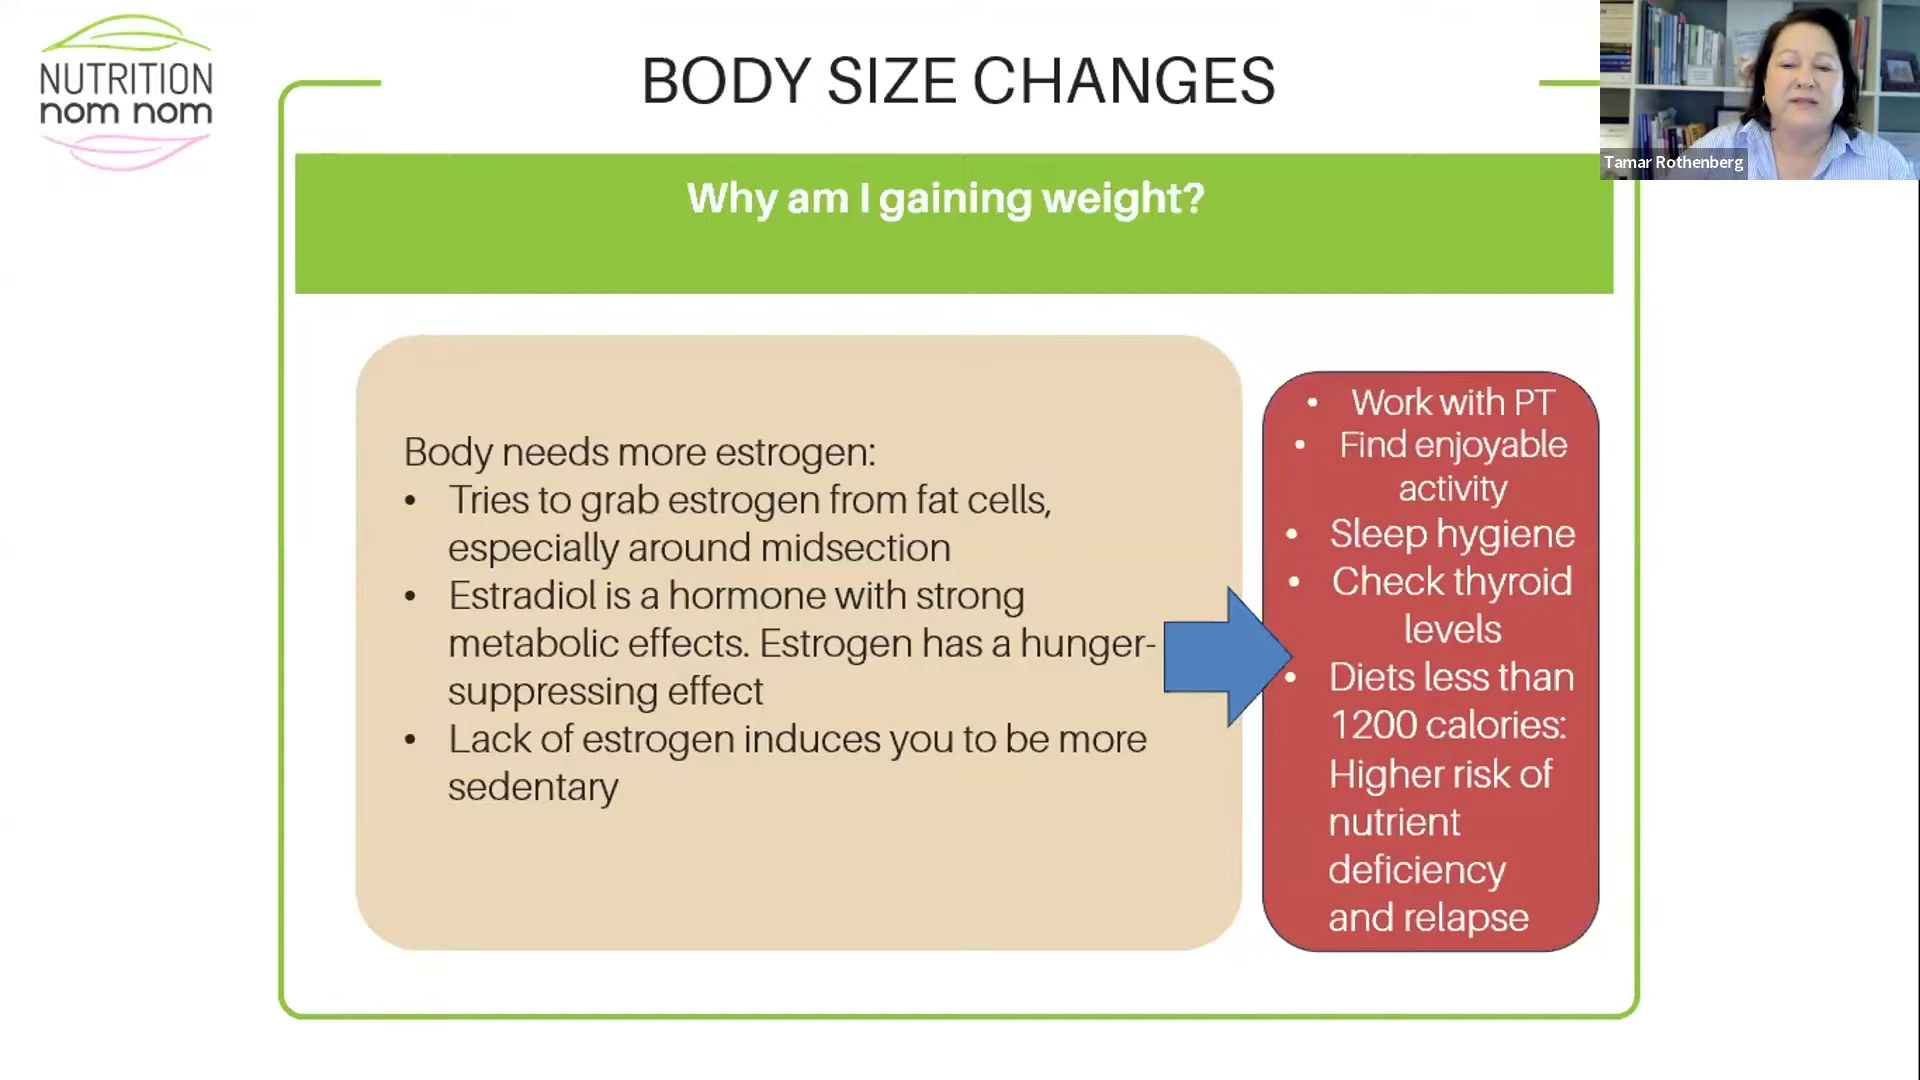 NUTRITION
nom nom
BODY SIZE CHANGES
Tamar Rothenberg
Why am I gaining weight?
Body needs more estrogen:
• Tries to grab estrogen from fat cells,
especially around midsection
• Estradiol is a hormone with strong
metabolic effects. Estrogen has a hunger-
suppressing effect
• Lack of estrogen induces you to be more
sedentary
• Work with PT
• Find enjoyable
activity
• Sleep hygiene
• Check thyroid
levels
• Diets less than
1200 calories:
Higher risk of
nutrient
deficiency
and relapse